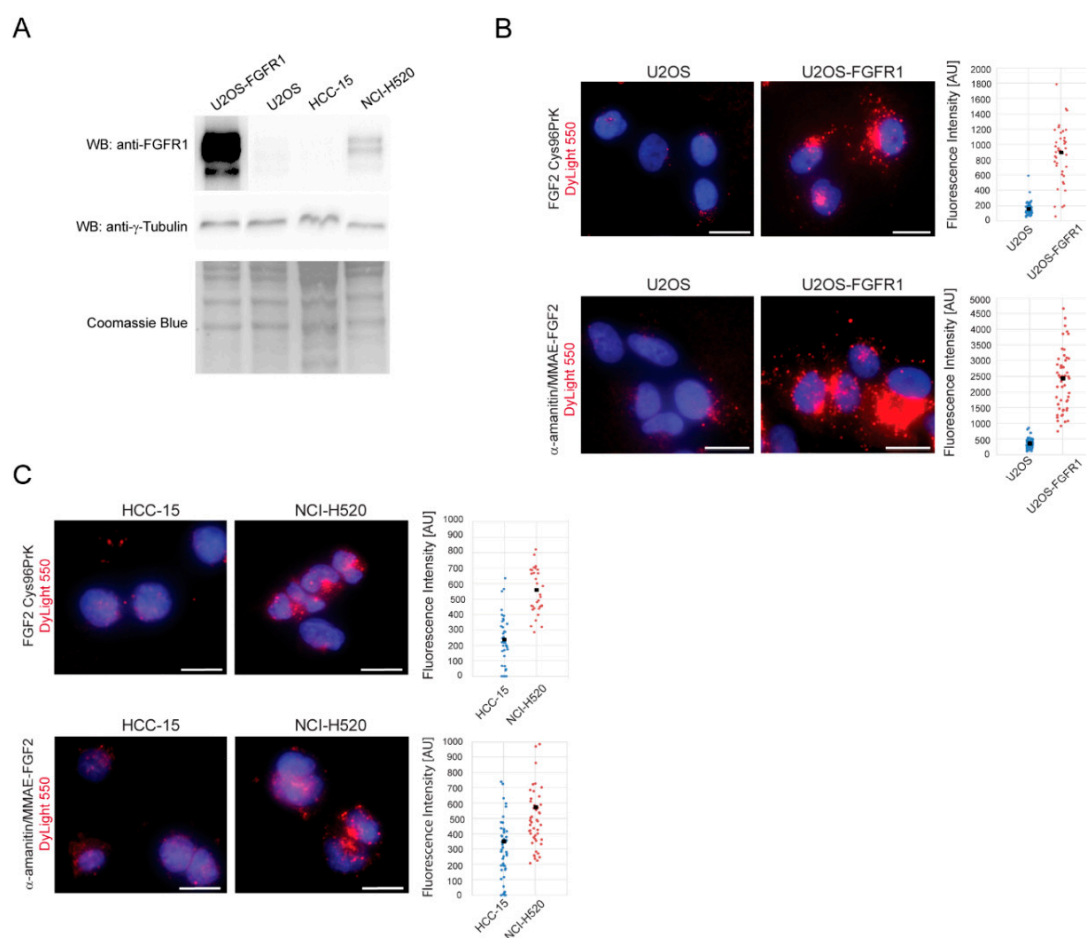 A
U2OS-FGFR1
U2OS
HCC-15
NCI-H520
WB: anti-FGFR1
WB: anti-γ-Tubulin
Coomassie Blue
B
U2OS
U2OS-FGFR1
FGF2 Cys96PrK
DyLight 550
Fluorescence Intensity [AU]
2000
1800
1600
1400
1200
1000
800
600
400
200
0
U2OS
U2OS-FGFR1
U2OS
U2OS-FGFR1
α-amanitin/MMAE-FGF2
DyLight 550
Fluorescence Intensity [AU]
5000
4500
4000
3500
3000
2500
2000
1500
1000
500
0
U2OS
U2OS-FGFR1
C
HCC-15
NCI-H520
FGF2 Cys96PrK
DyLight 550
Fluorescence Intensity [AU]
1000
900
800
700
600
500
400
300
200
100
0
HCC-15
NCI-H520
HCC-15
NCI-H520
α-amanitin/MMAE-FGF2
DyLight 550
Fluorescence Intensity [AU]
1000
900
800
700
600
500
400
300
200
100
0
HCC-15
NCI-H520